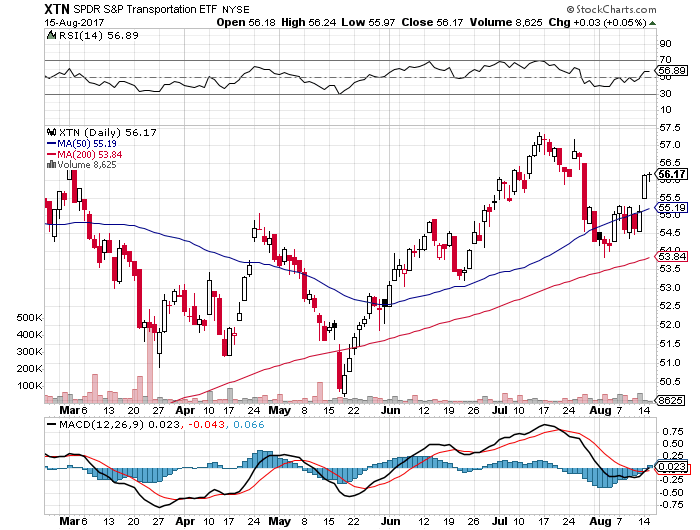 XTN SPDR S&P Transportation ETF NYSE © StockCharts.com
15-Aug-2017 Open 56.18 High 56.24 Low 55.97 Close 56.17 Volume 8,625 Chg +0.03 (+0.05%)
RSI(14) 56.89
90
70
56.89
50
30
10
XTN (Daily) 56.17
MA(50) 55.19
MA(200) 53.84
Volume 8,625
57.5
57.0
56.5
56.17
56.0
55.5
55.19
55.0
54.5
54.0
53.84
53.5
53.0
52.5
52.0
51.5
51.0
50.5
8625
500K
400K
300K
200K
100K
Mar 6 13 20 27 Apr 10 17 24 May 8 15 22 Jun 12 19 26 Jul 10 17 24 Aug 7 14
MACD(12,26,9) 0.023, -0.043, 0.066
0.75
0.50
0.25
0.023
-0.25
-0.50
-0.75
Mar 6 13 20 27 Apr 10 17 24 May 8 15 22 Jun 12 19 26 Jul 10 17 24 Aug 7 14